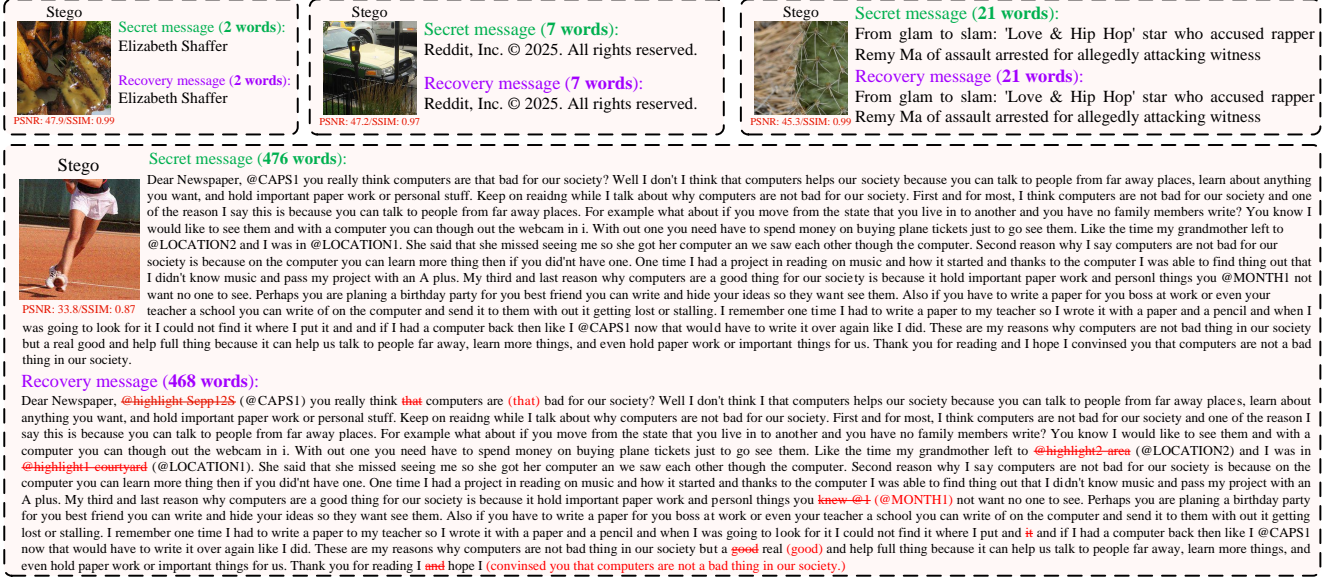 Stego
Secret message (2 words):
Elizabeth Shaffer
Recovery message (2 words):
Elizabeth Shaffer
PSNR: 47.9/SSIM: 0.99
Stego
Secret message (7 words):
Reddit, Inc. © 2025. All rights reserved.
Recovery message (7 words):
Reddit, Inc. © 2025. All rights reserved.
PSNR: 47.2/SSIM: 0.97
Stego
Secret message (21 words):
From glam to slam: 'Love & Hip Hop' star who accused rapper
Remy Ma of assault arrested for allegedly attacking witness
Recovery message (21 words):
From glam to slam: 'Love & Hip Hop' star who accused rapper
Remy Ma of assault arrested for allegedly attacking witness
PSNR: 45.3/SSIM: 0.99
Stego
PSNR: 33.8/SSIM: 0.87
Secret message (476 words):
Dear Newspaper, @CAPS1 you really think computers are that bad for our society? Well I don't I think that computers helps our society because you can talk to people from far away places, learn about anything
you want, and hold important paper work or personal stuff. Keep on reaidng while I talk about why computers are not bad for our society. First and for most, I think computers are not bad for our society and one
of the reason I say this is because you can talk to people from far away places. For example what about if you move from the state that you live in to another and you have no family members write? You know I
would like to see them and with a computer you can though out the webcam in i. With out one you need have to spend money on buying plane tickets just to go see them. Like the time my grandmother left to
@LOCATION2 and I was in @LOCATION1. She said that she missed seeing me so she got her computer an we saw each other though the computer. Second reason why I say computers are not bad for our
society is because on the computer you can learn more thing then if you did'nt have one. One time I had a project in reading on music and how it started and thanks to the computer I was able to find thing out that
I didn't know music and pass my project with an A plus. My third and last reason why computers are a good thing for our society is because it hold important paper work and personl things you @MONTH1 not
want no one to see. Perhaps you are planing a birthday party for you best friend you can write and hide your ideas so they want see them. Also if you have to write a paper for you boss at work or even your
teacher a school you can write of on the computer and send it to them with out it getting lost or stalling. I remember one time I had to write a paper to my teacher so I wrote it with a paper and a pencil and when I
was going to look for it I could not find it where I put it and and if I had a computer back then like I @CAPS1 now that would have to write it over again like I did. These are my reasons why computers are not bad thing in our society
but a real good and help full thing because it can help us talk to people far away, learn more things, and even hold paper work or important things for us. Thank you for reading and I hope I convinsed you that computers are not a bad
thing in our society.
Recovery message (468 words):
Dear Newspaper, @highlight Sepp12S (@CAPS1) you really think that computers are (that) bad for our society? Well I don't think I that computers helps our society because you can talk to people from far away places, learn about
anything you want, and hold important paper work or personal stuff. Keep on reaidng while I talk about why computers are not bad for our society. First and for most, I think computers are not bad for our society and one of the reason I
say this is because you can talk to people from far away places. For example what about if you move from the state that you live in to another and you have no family members write? You know I would like to see them and with a
computer you can though out the webcam in i. With out one you need have to spend money on buying plane tickets just to go see them. Like the time my grandmother left to @highlight2 area (@LOCATION2) and I was in
@highlight1 courtyard (@LOCATION1). She said that she missed seeing me so she got her computer an we saw each other though the computer. Second reason why I say computers are not bad for our society is because on the
computer you can learn more thing then if you did'nt have one. One time I had a project in reading on music and how it started and thanks to the computer I was able to finding out that I didn't know music and pass my project with an
A plus. My third and last reason why computers are a good thing for our society is because it hold important paper work and personl things you knew @1 (@MONTH1) not want no one to see. Perhaps you are planing a birthday party
for you best friend you can write and hide your ideas so they want see them. Also if you have to write a paper for you boss at work or even your teacher a school you can write of on the computer and send it to them with out it getting
lost or stalling. I remember one time I had to write a paper to my teacher so I wrote it with a paper and a pencil and when I was going to look for it I could not find it where I put and it and if I had a computer back then like I @CAPS1
now that would have to write it over again like I did. These are my reasons why computers are not bad thing in our society but a good real (good) and help full thing because it can help us talk to people far away, learn more things, and
even hold paper work or important things for us. Thank you for reading I and hope I (convinsed you that computers are not a bad thing in our society.)